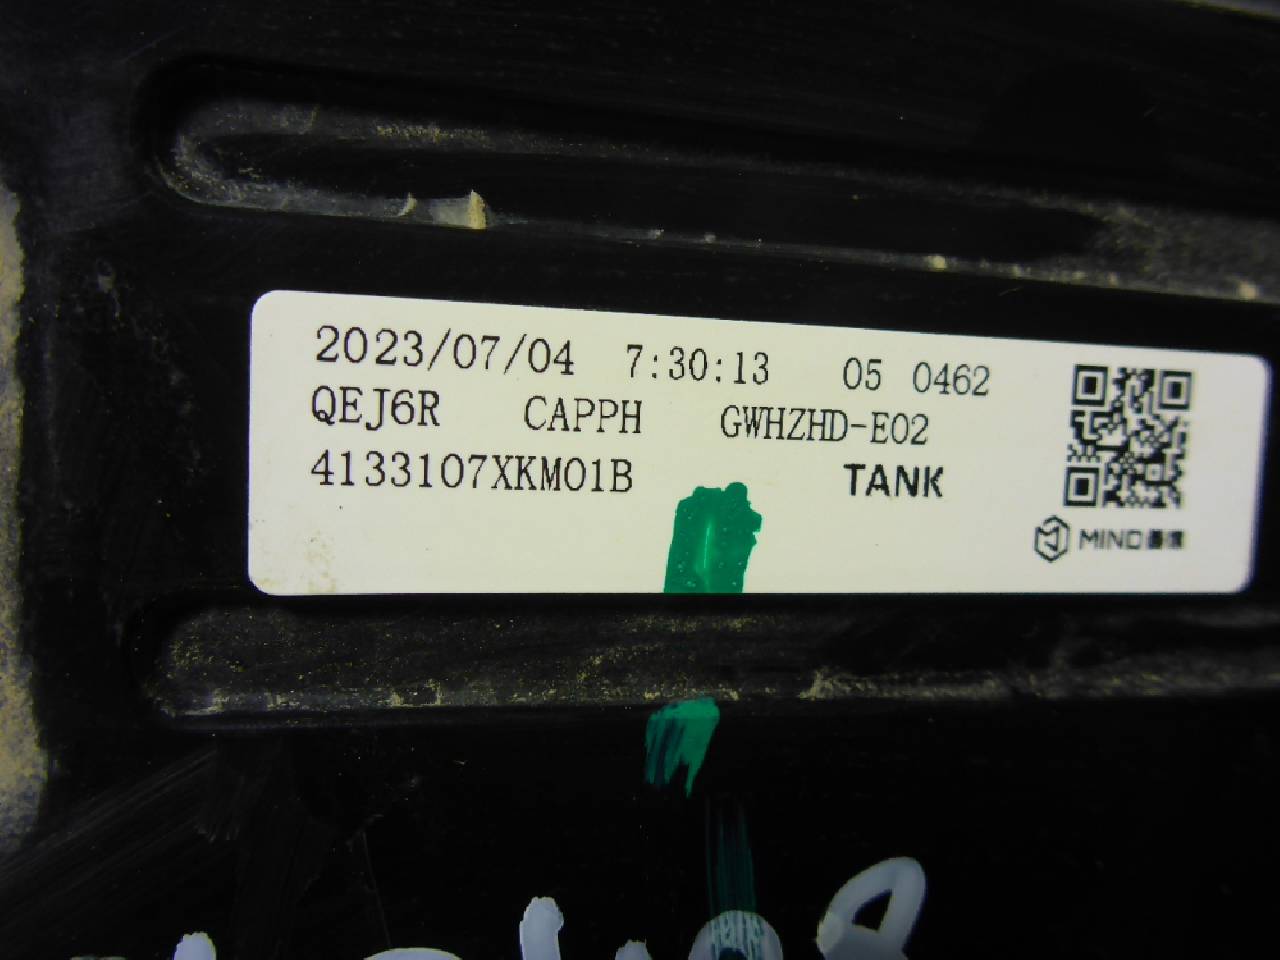 2023/07/04 7:30:13 05 0462
QEJ6R CAPPH GWHZHD-E02
4133107XKM01B TANK
MIND